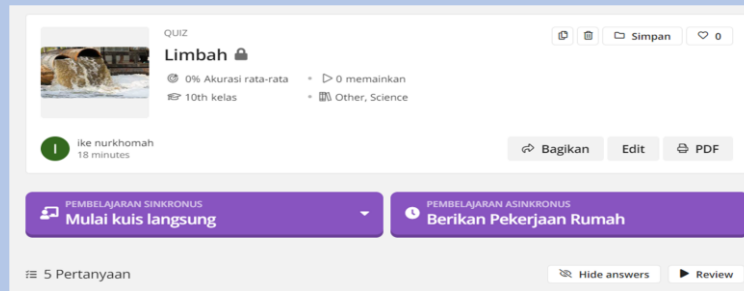 QUIZ
Limbah
Simpan
0
0% Akurasi rata-rata • 0 memainkan
10th kelas • Other, Science
I
ike nurkhomah
18 minutes
Bagikan
Edit
PDF
PEMBELAJARAN SINKRONUS
Mulai kuis langsung
PEMBELAJARAN ASINKRONUS
Berikan Pekerjaan Rumah
5 Pertanyaan
Hide answers
Review